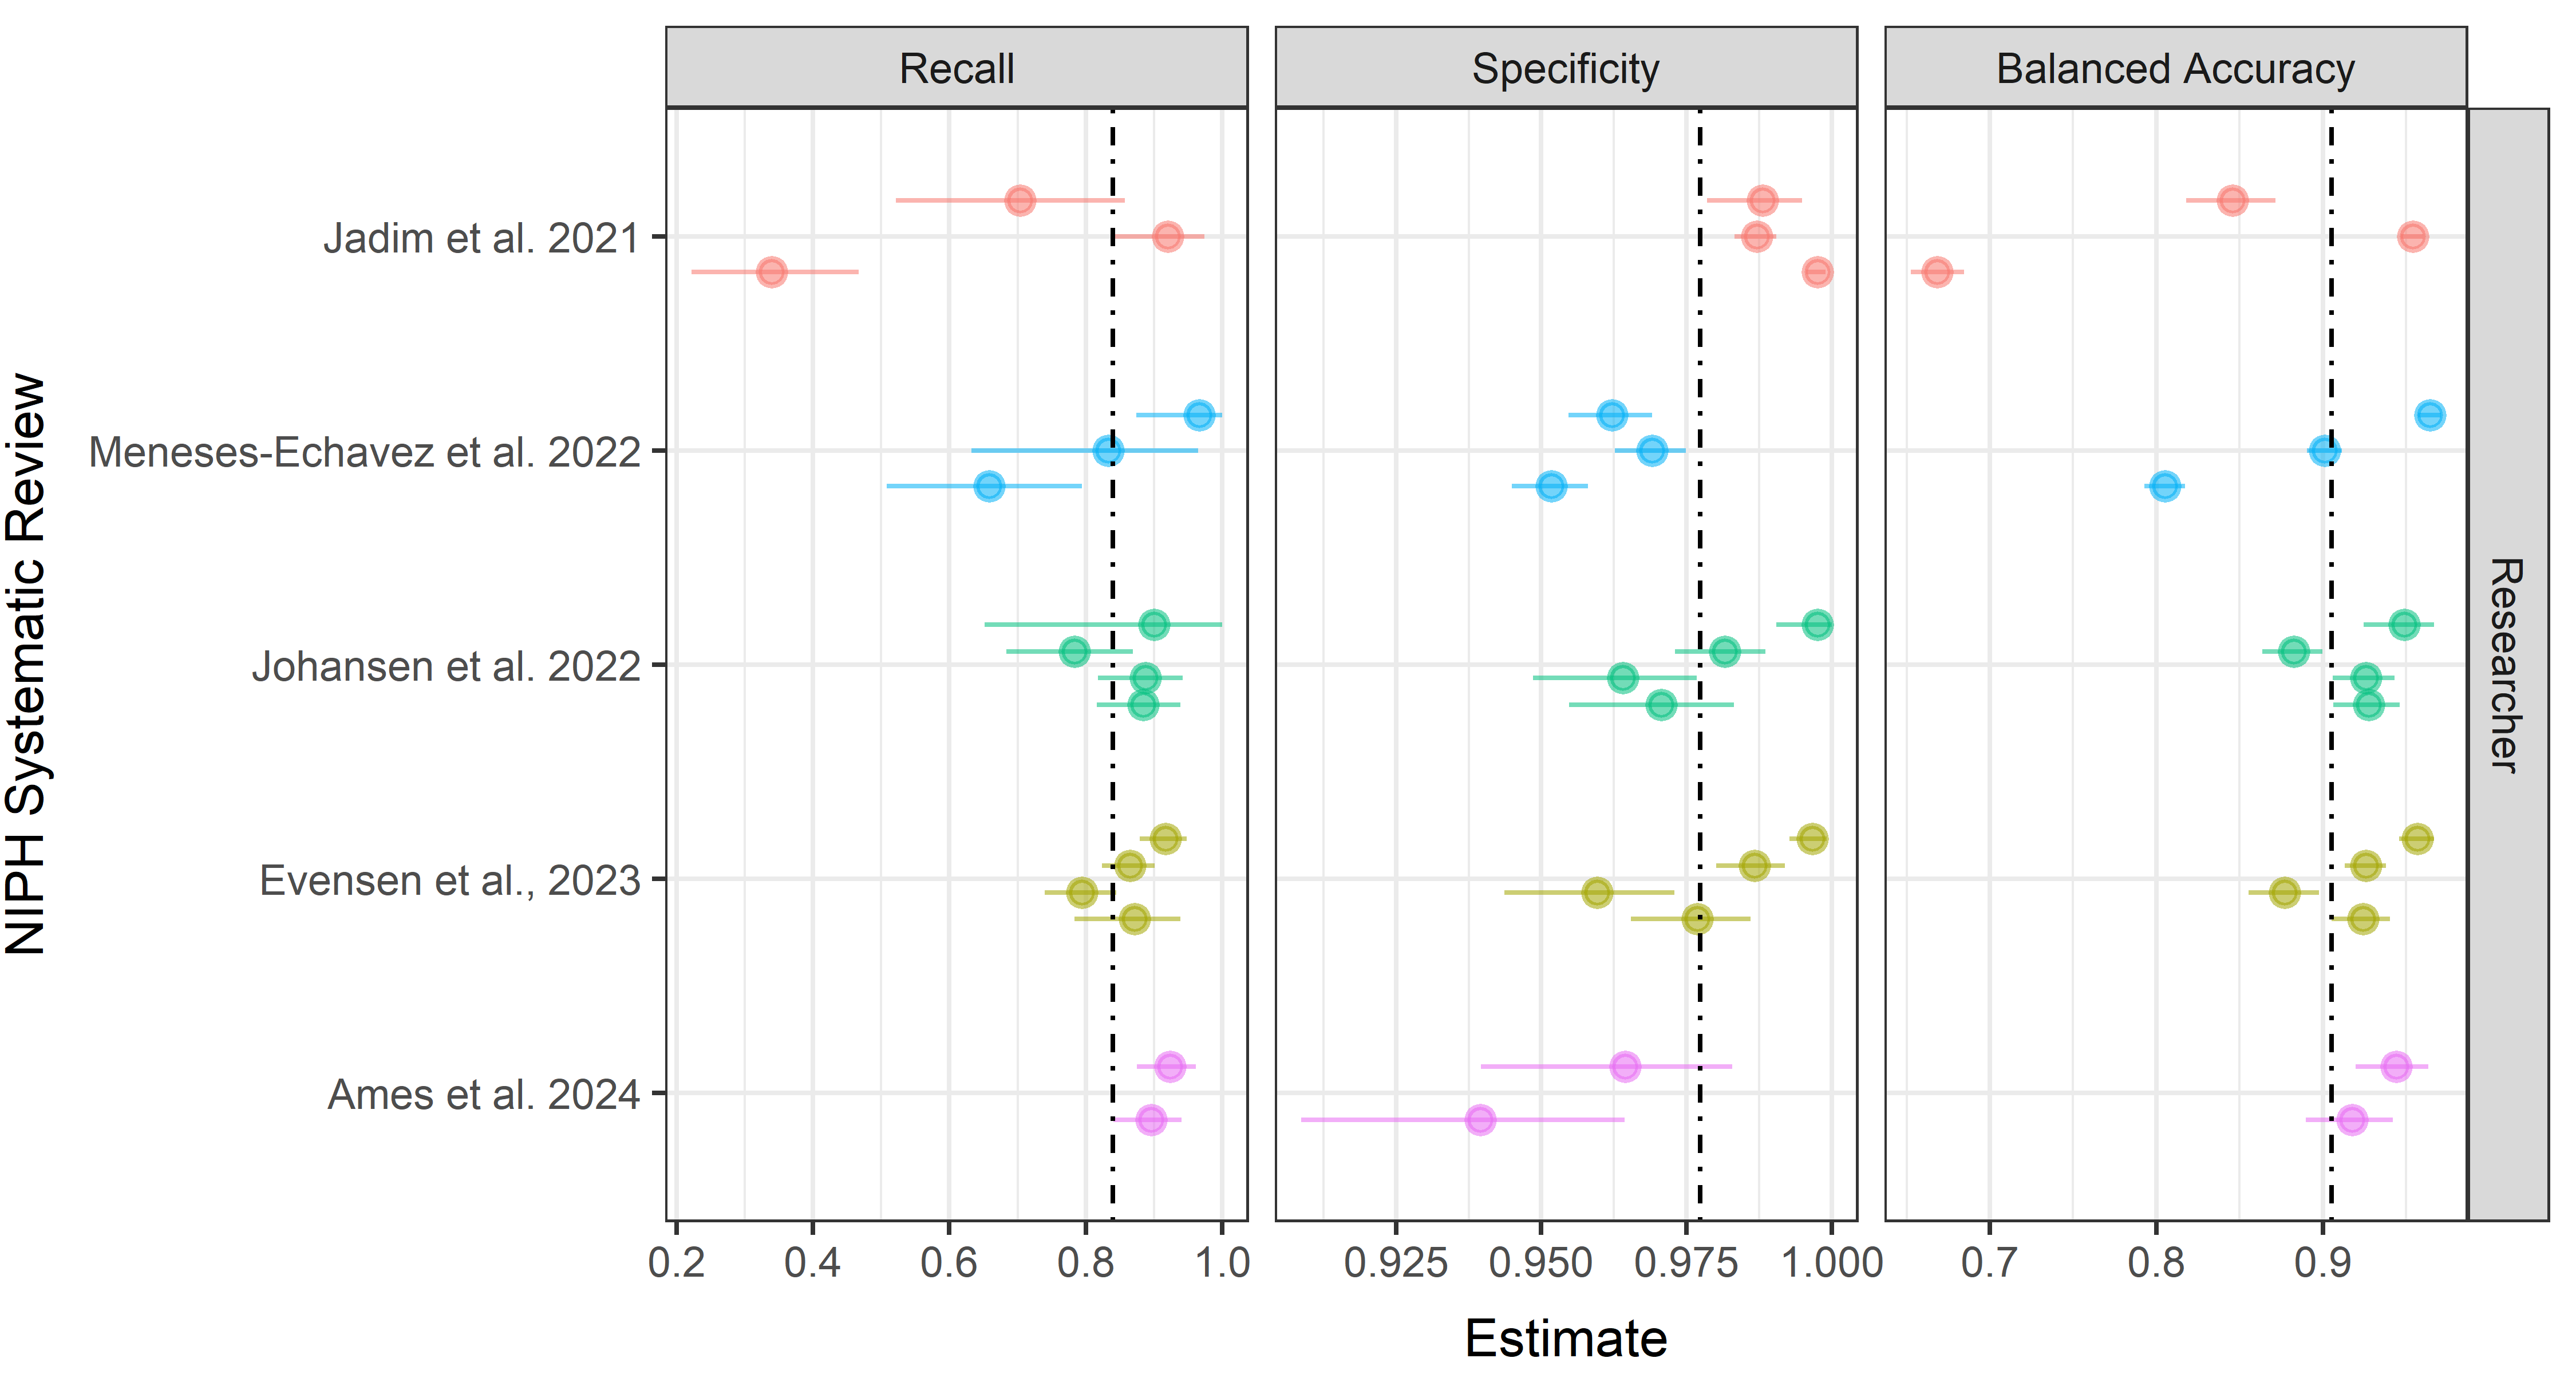 Recall
Specificity
Balanced Accuracy
NIPH Systematic Review
Jadim et al. 2021
Meneses-Echavez et al. 2022
Johansen et al. 2022
Evensen et al., 2023
Ames et al. 2024
Researcher
0.2 0.4 0.6 0.8 1.0 0.925 0.950 0.975 1.000 0.7 0.8 0.9
Estimate